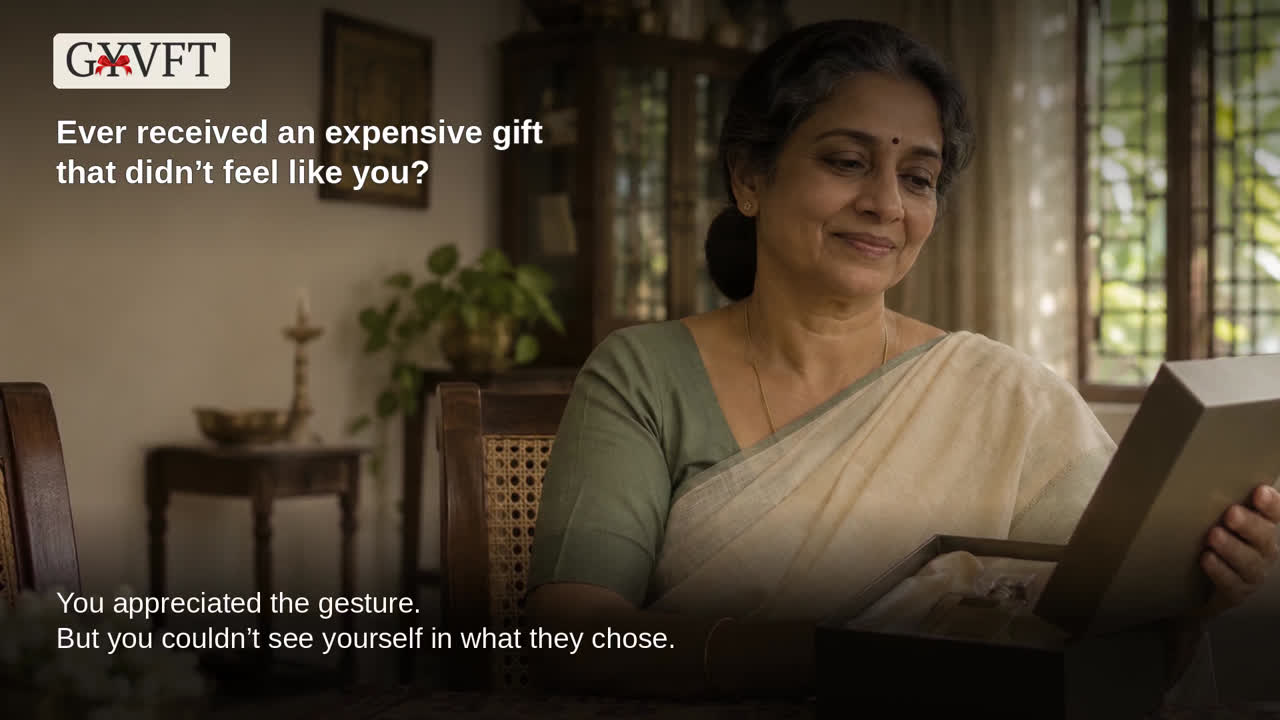 GYVFT
Ever received an expensive gift
that didn’t feel like you?
You appreciated the gesture.
But you couldn’t see yourself in what they chose.